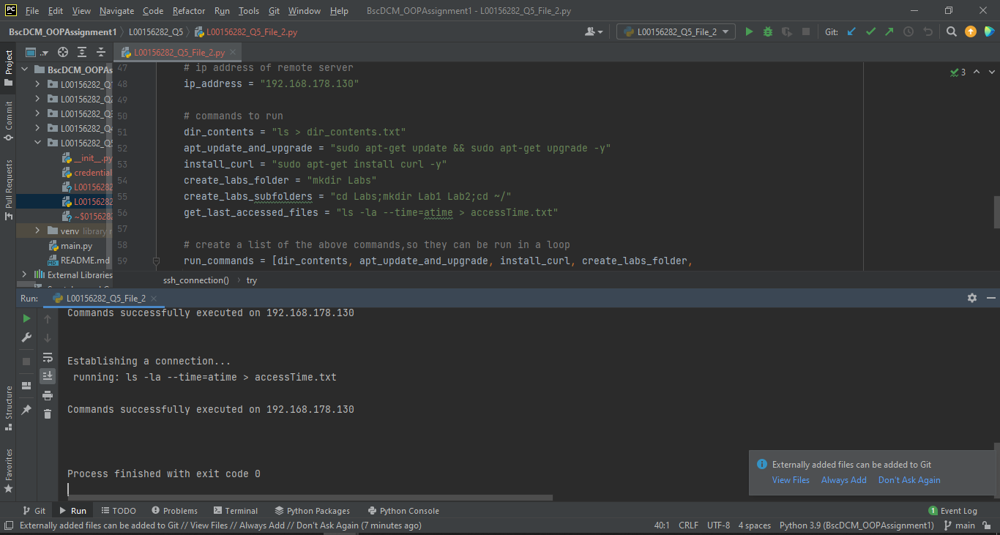 PC File Edit View Navigate Code Refactor Run Tools Git Window Help BscDCM_OOPAssignment1 - L00156282_Q5_File_2.py
BscDCM_OOPAssignment1 L00156282_Q5 L00156282_Q5_File_2.py L00156282_Q5_File_2 Git:
Project
Commit
Pull Requests
Structure
Favorites
..
BscDCM_OOPAs
L00156282_Q
L00156282_Q2
L00156282_Q3
L00156282_Q4
L00156282_Q5
__init__.py
credential
L00156282
L00156282
~$0156282
venv library r
main.py
README.md
External Libraries
L00156282_Q5_File_2.py
3
47 # ip address of remote server
48 ip_address = "192.168.178.130"
49
50 # commands to run
51 dir_contents = "ls > dir_contents.txt"
52 apt_update_and_upgrade = "sudo apt-get update && sudo apt-get upgrade -y"
53 install_curl = "sudo apt-get install curl -y"
54 create_labs_folder = "mkdir Labs"
55 create_labs_subfolders = "cd Labs;mkdir Lab1 Lab2;cd ~/"
56 get_last_accessed_files = "ls -la --time=atime > accessTime.txt"
57
58 # create a list of the above commands,so they can be run in a loop
59 run_commands = [dir_contents, apt_update_and_upgrade, install_curl, create_labs_folder,
ssh_connection() try
Run: L00156282_Q5_File_2
Commands successfully executed on 192.168.178.130
Establishing a connection...
running: ls -la --time=atime > accessTime.txt
Commands successfully executed on 192.168.178.130
Process finished with exit code 0
Externally added files can be added to Git
View Files Always Add Don't Ask Again
Git Run TODO Problems Terminal Python Packages Python Console 1 Event Log
Externally added files can be added to Git // View Files // Always Add // Don't Ask Again (7 minutes ago) 40:1 CRLF UTF-8 4 spaces Python 3.9 (BscDCM_OOPAssignment1) main